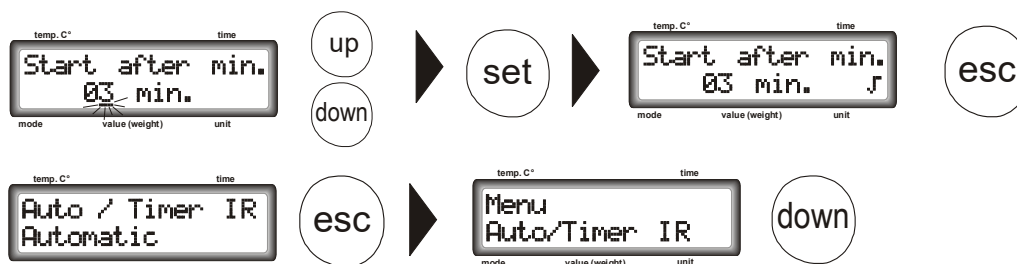 temp. C° time
Start after min.
03 min.
mode value (weight) unit
up
down
set
temp. C° time
Start after min.
03 min. √
mode value (weight) unit
esc
temp. C° time
Auto / Timer IR
Automatic
esc
temp. C° time
Menu
Auto/Timer IR
mode value (weight) unit
down